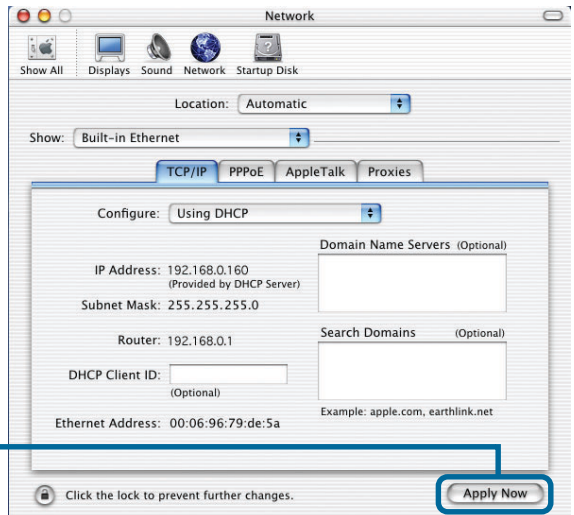 Network
Show All Displays Sound Network Startup Disk
Location: Automatic
Show: Built-in Ethernet
TCP/IP PPPoE AppleTalk Proxies
Configure: Using DHCP
Domain Name Servers (Optional)
IP Address: 192.168.0.160
(Provided by DHCP Server)
Subnet Mask: 255.255.255.0
Router: 192.168.0.1
Search Domains (Optional)
DHCP Client ID:
(Optional)
Example: apple.com, earthlink.net
Ethernet Address: 00:06:96:79:de:5a
Click the lock to prevent further changes.
Apply Now